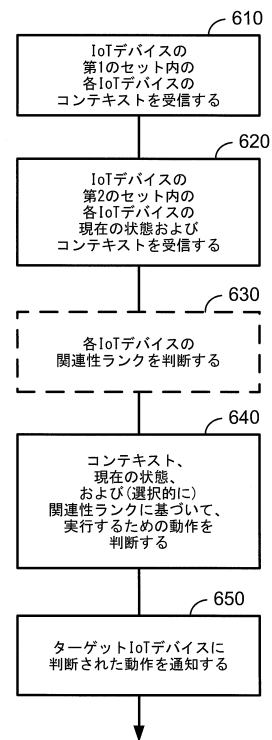 610
IoTデバイスの
第1のセット内の
各IoTデバイスの
コンテキストを受信する
620
IoTデバイスの
第2のセット内の
各IoTデバイスの
現在の状態および
コンテキストを受信する
630
各IoTデバイスの
関連性ランクを判断する
640
コンテキスト、
現在の状態、
および(選択的に)
関連性ランクに基づいて、
実行するための動作を
判断する
650
ターゲットIoTデバイスに
判断された動作を通知する